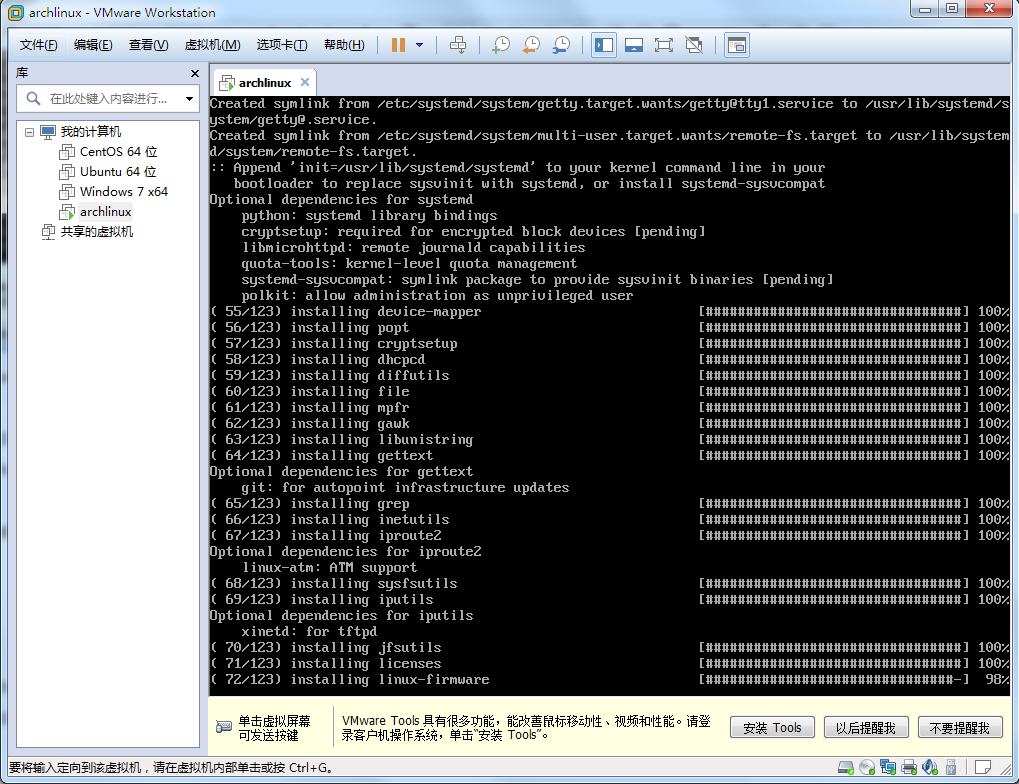 archlinux - VMware Workstation
文件(F) 编辑(E) 查看(V) 虚拟机(M) 选项卡(T) 帮助(H)
库
在此处键入内容进行...
我的计算机
CentOS 64 位
Ubuntu 64 位
Windows 7 x64
archlinux
共享的虚拟机
archlinux
Created symlink from /etc/systemd/system/getty.target.wants/getty@tty1.service to /usr/lib/systemd/s
ystem/getty@.service.
Created symlink from /etc/systemd/system/multi-user.target.wants/remote-fs.target to /usr/lib/system
d/system/remote-fs.target.
:: Append 'init=/usr/lib/systemd/systemd' to your kernel command line in your
bootloader to replace sysvinit with systemd, or install systemd-sysvcompat
Optional dependencies for systemd
python: systemd library bindings
cryptsetup: required for encrypted block devices [pending]
libmicrohttpd: remote journald capabilities
quota-tools: kernel-level quota management
systemd-sysvcompat: symlink package to provide sysvinit binaries [pending]
polkit: allow administration as unprivileged user
( 55/123) installing device-mapper [################################] 100%
( 56/123) installing popt [################################] 100%
( 57/123) installing cryptsetup [################################] 100%
( 58/123) installing dhcpcd [################################] 100%
( 59/123) installing diffutils [################################] 100%
( 60/123) installing file [################################] 100%
( 61/123) installing mpfr [################################] 100%
( 62/123) installing gawk [################################] 100%
( 63/123) installing libunistring [################################] 100%
( 64/123) installing gettext [################################] 100%
Optional dependencies for gettext
git: for autopoint infrastructure updates
( 65/123) installing grep [################################] 100%
( 66/123) installing inetutils [################################] 100%
( 67/123) installing iproute2 [################################] 100%
Optional dependencies for iproute2
linux-atm: ATM support
( 68/123) installing sysfsutils [################################] 100%
( 69/123) installing iputils [################################] 100%
Optional dependencies for iputils
xinetd: for tftpd
( 70/123) installing jfsutils [################################] 100%
( 71/123) installing licenses [################################] 100%
( 72/123) installing linux-firmware [###############################-] 98%
单击虚拟屏幕
可发送按键
VMware Tools 具有很多功能，能改善鼠标移动性、视频和性能。请登
录客户机操作系统，单击“安装 Tools”。
安装 Tools
以后提醒我
不要提醒我
要将输入定向到该虚拟机，请在虚拟机内部单击或按 Ctrl+G。